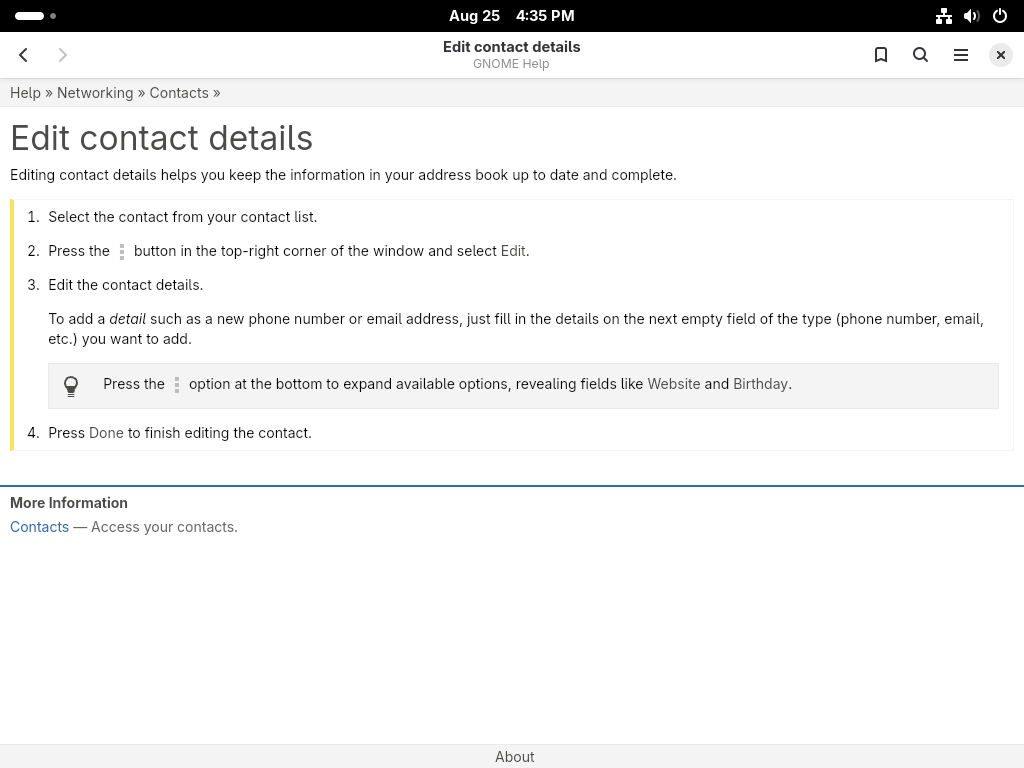 Aug 25 4:35 PM
Edit contact details
GNOME Help
Help » Networking » Contacts »
Edit contact details
Editing contact details helps you keep the information in your address book up to date and complete.
1. Select the contact from your contact list.
2. Press the button in the top-right corner of the window and select Edit.
3. Edit the contact details.
To add a detail such as a new phone number or email address, just fill in the details on the next empty field of the type (phone number, email,
etc.) you want to add.
Press the option at the bottom to expand available options, revealing fields like Website and Birthday.
4. Press Done to finish editing the contact.
More Information
Contacts — Access your contacts.
About